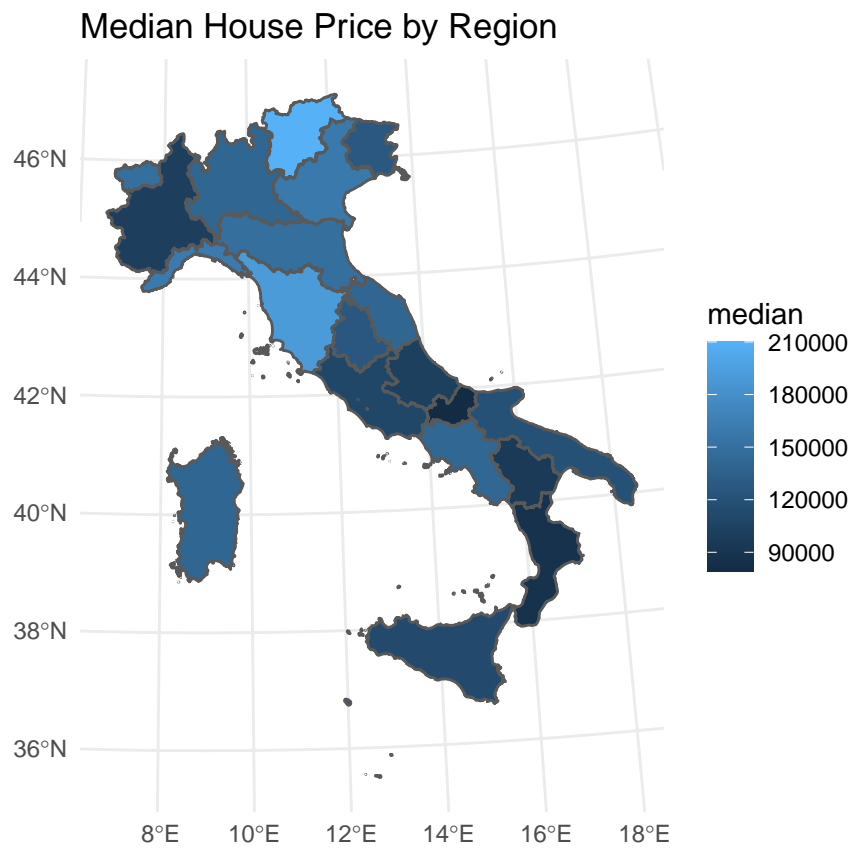 Median House Price by Region
46°N
44°N
42°N
40°N
38°N
36°N
8°E 10°E 12°E 14°E 16°E 18°E
median
210000
180000
150000
120000
90000